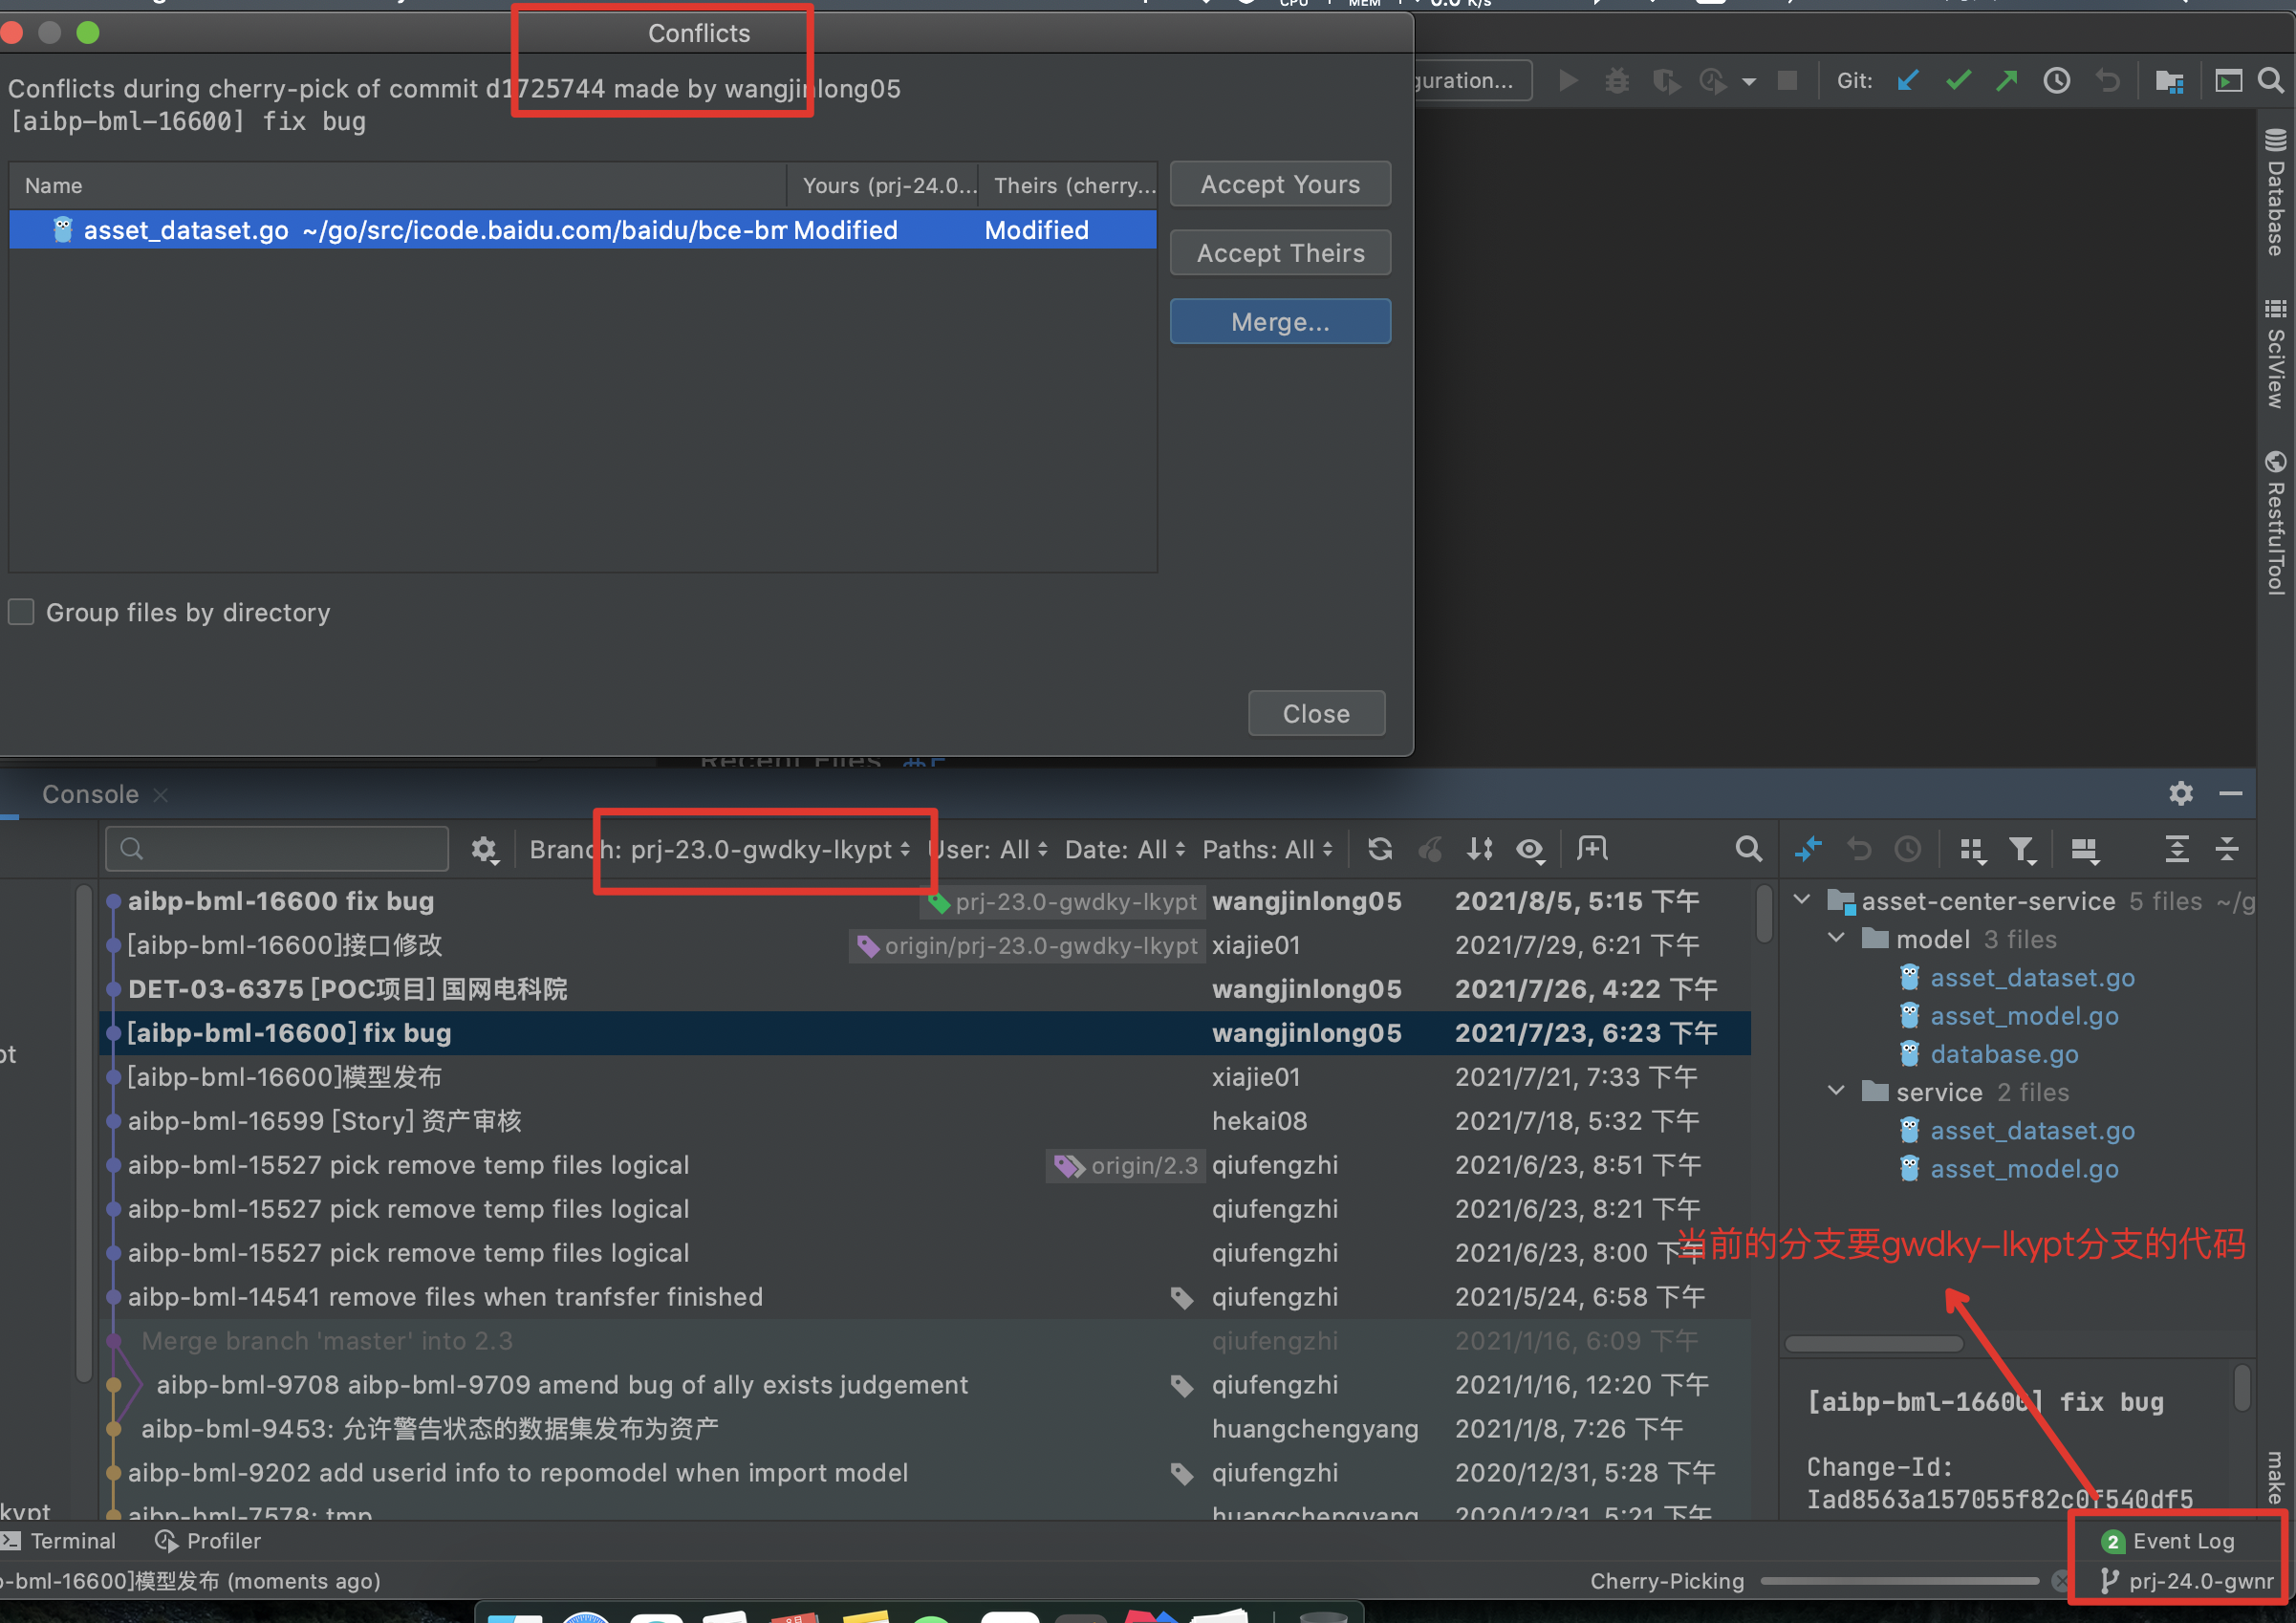 Conflicts
Conflicts during cherry-pick of commit d1725744 made by wangjinlong05
[aibp-bml-16600] fix bug
Name
Yours (prj-24.0...
Theirs (cherry...
asset_dataset.go ~/go/src/icode.baidu.com/baidu/bce-bm
Modified
Modified
Accept Yours
Accept Theirs
Merge...
Group files by directory
Close
CPU
MEM
0.0 K/s
guration...
Git:
Database
SciView
RestfulTool
make
Recent Files ⌘E
Console
Branch: prj-23.0-gwdky-lkypt
User: All
Date: All
Paths: All
aibp-bml-16600 fix bug prj-23.0-gwdky-lkypt wangjinlong05 2021/8/5, 5:15 下午
[aibp-bml-16600]接口修改 origin/prj-23.0-gwdky-lkypt xiajie01 2021/7/29, 6:21 下午
DET-03-6375 [POC项目] 国网电科院 wangjinlong05 2021/7/26, 4:22 下午
[aibp-bml-16600] fix bug wangjinlong05 2021/7/23, 6:23 下午
[aibp-bml-16600]模型发布 xiajie01 2021/7/21, 7:33 下午
aibp-bml-16599 [Story] 资产审核 hekai08 2021/7/18, 5:32 下午
aibp-bml-15527 pick remove temp files logical origin/2.3 qiufengzhi 2021/6/23, 8:51 下午
aibp-bml-15527 pick remove temp files logical qiufengzhi 2021/6/23, 8:21 下午
aibp-bml-15527 pick remove temp files logical qiufengzhi 2021/6/23, 8:00 下午
aibp-bml-14541 remove files when tranfsfer finished qiufengzhi 2021/5/24, 6:58 下午
Merge branch 'master' into 2.3 qiufengzhi 2021/1/16, 6:09 下午
aibp-bml-9708 aibp-bml-9709 amend bug of ally exists judgement qiufengzhi 2021/1/16, 12:20 下午
aibp-bml-9453: 允许警告状态的数据集发布为资产 huangchengyang 2021/1/8, 7:26 下午
aibp-bml-9202 add userid info to repomodel when import model qiufengzhi 2020/12/31, 5:28 下午
aibp-bml-7578: tmp huangchengyang 2020/12/31, 5:21 下午
asset-center-service 5 files ~/g
model 3 files
asset_dataset.go
asset_model.go
database.go
service 2 files
asset_dataset.go
asset_model.go
当前的分支要gwdky-lkypt分支的代码
[aibp-bml-16600] fix bug
Change-Id:
Iad8563a157055f82c0f540df5
pt
kypt
Terminal
Profiler
2 Event Log
-bml-16600]模型发布 (moments ago)
Cherry-Picking
prj-24.0-gwnr